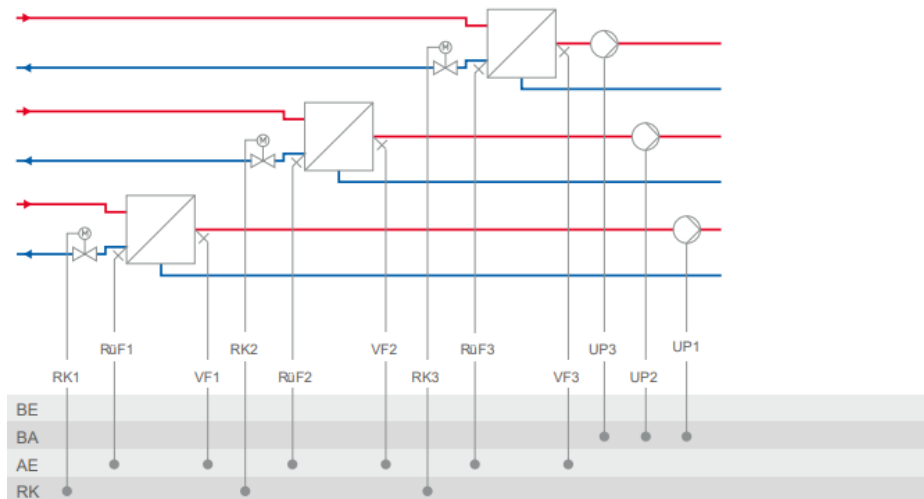 M
M
M
RüF1 RK2 VF2 RüF3 UP3 UP1
RK1 VF1 RüF2 RK3 VF3 UP2
BE
BA
AE
RK